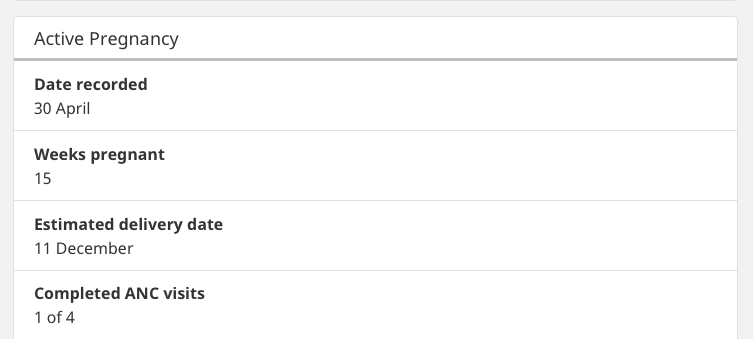 Active Pregnancy
Date recorded
30 April
Weeks pregnant
15
Estimated delivery date
11 December
Completed ANC visits
1 of 4